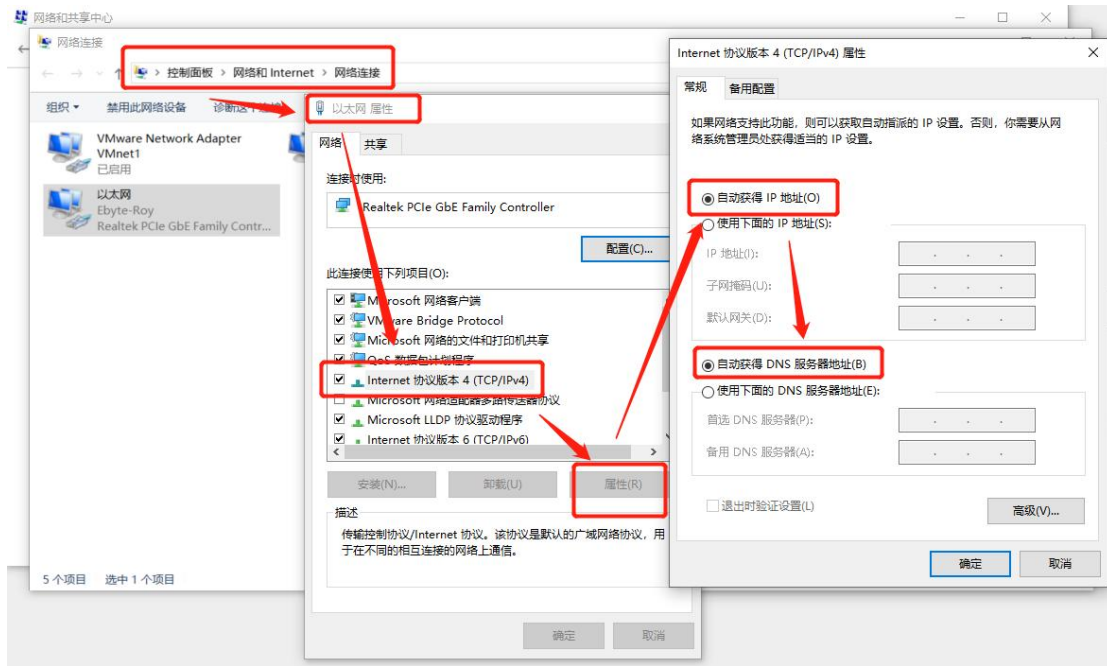 网络和共享中心
网络连接
控制面板 > 网络和 Internet > 网络连接
组织
禁用此网络设备
诊断这个连接
VMware Network Adapter
VMnet1
已启用
以太网
Ebyte-Roy
Realtek PCIe GbE Family Contr...
5 个项目
选中 1 个项目
以太网 属性
网络
共享
连接时使用:
Realtek PCIe GbE Family Controller
配置(C)...
此连接使用下列项目(O):
Microsoft 网络客户端
VMware Bridge Protocol
Microsoft 网络的文件和打印机共享
QoS 数据包计划程序
Internet 协议版本 4 (TCP/IPv4)
Microsoft 网络适配器多路传送器协议
Microsoft LLDP 协议驱动程序
Internet 协议版本 6 (TCP/IPv6)
安装(N)...
卸载(U)
属性(R)
描述
传输控制协议/Internet 协议。该协议是默认的广域网络协议，用
于在不同的相互连接的网络上通信。
确定
取消
Internet 协议版本 4 (TCP/IPv4) 属性
常规
备用配置
如果网络支持此功能，则可以获取自动指派的 IP 设置。否则，你需要从网
络系统管理员处获得适当的 IP 设置。
自动获得 IP 地址(O)
使用下面的 IP 地址(S):
IP 地址(I):
子网掩码(U):
默认网关(D):
自动获得 DNS 服务器地址(B)
使用下面的 DNS 服务器地址(E):
首选 DNS 服务器(P):
备用 DNS 服务器(A):
退出时验证设置(L)
高级(V)...
确定
取消